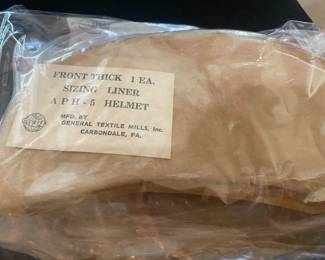 FRONT THICK 1 EA.
SIZING LINER
A P H - 5 HELMET
MFD. BY
GENERAL TEXTILE MILLS, Inc.
CARBONDALE, PA.